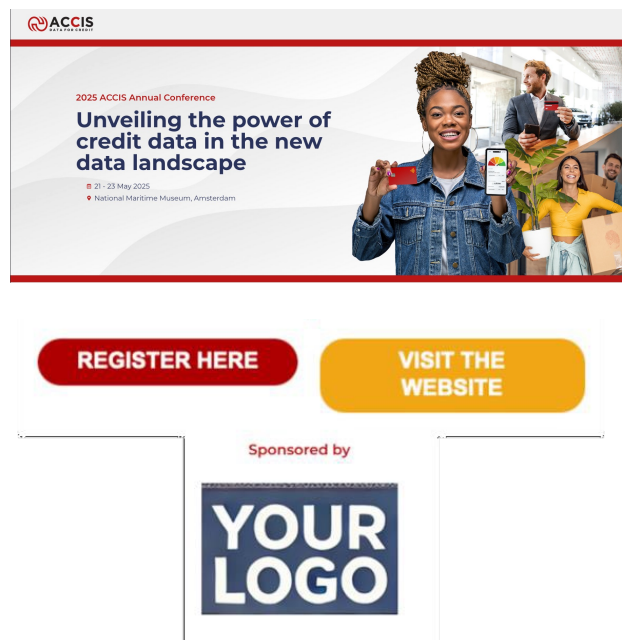 ACCIS
DATA FOR CREDIT
2025 ACCIS Annual Conference
Unveiling the power of
credit data in the new
data landscape
21 - 23 May 2025
National Maritime Museum, Amsterdam
REGISTER HERE
VISIT THE
WEBSITE
Sponsored by
YOUR
LOGO